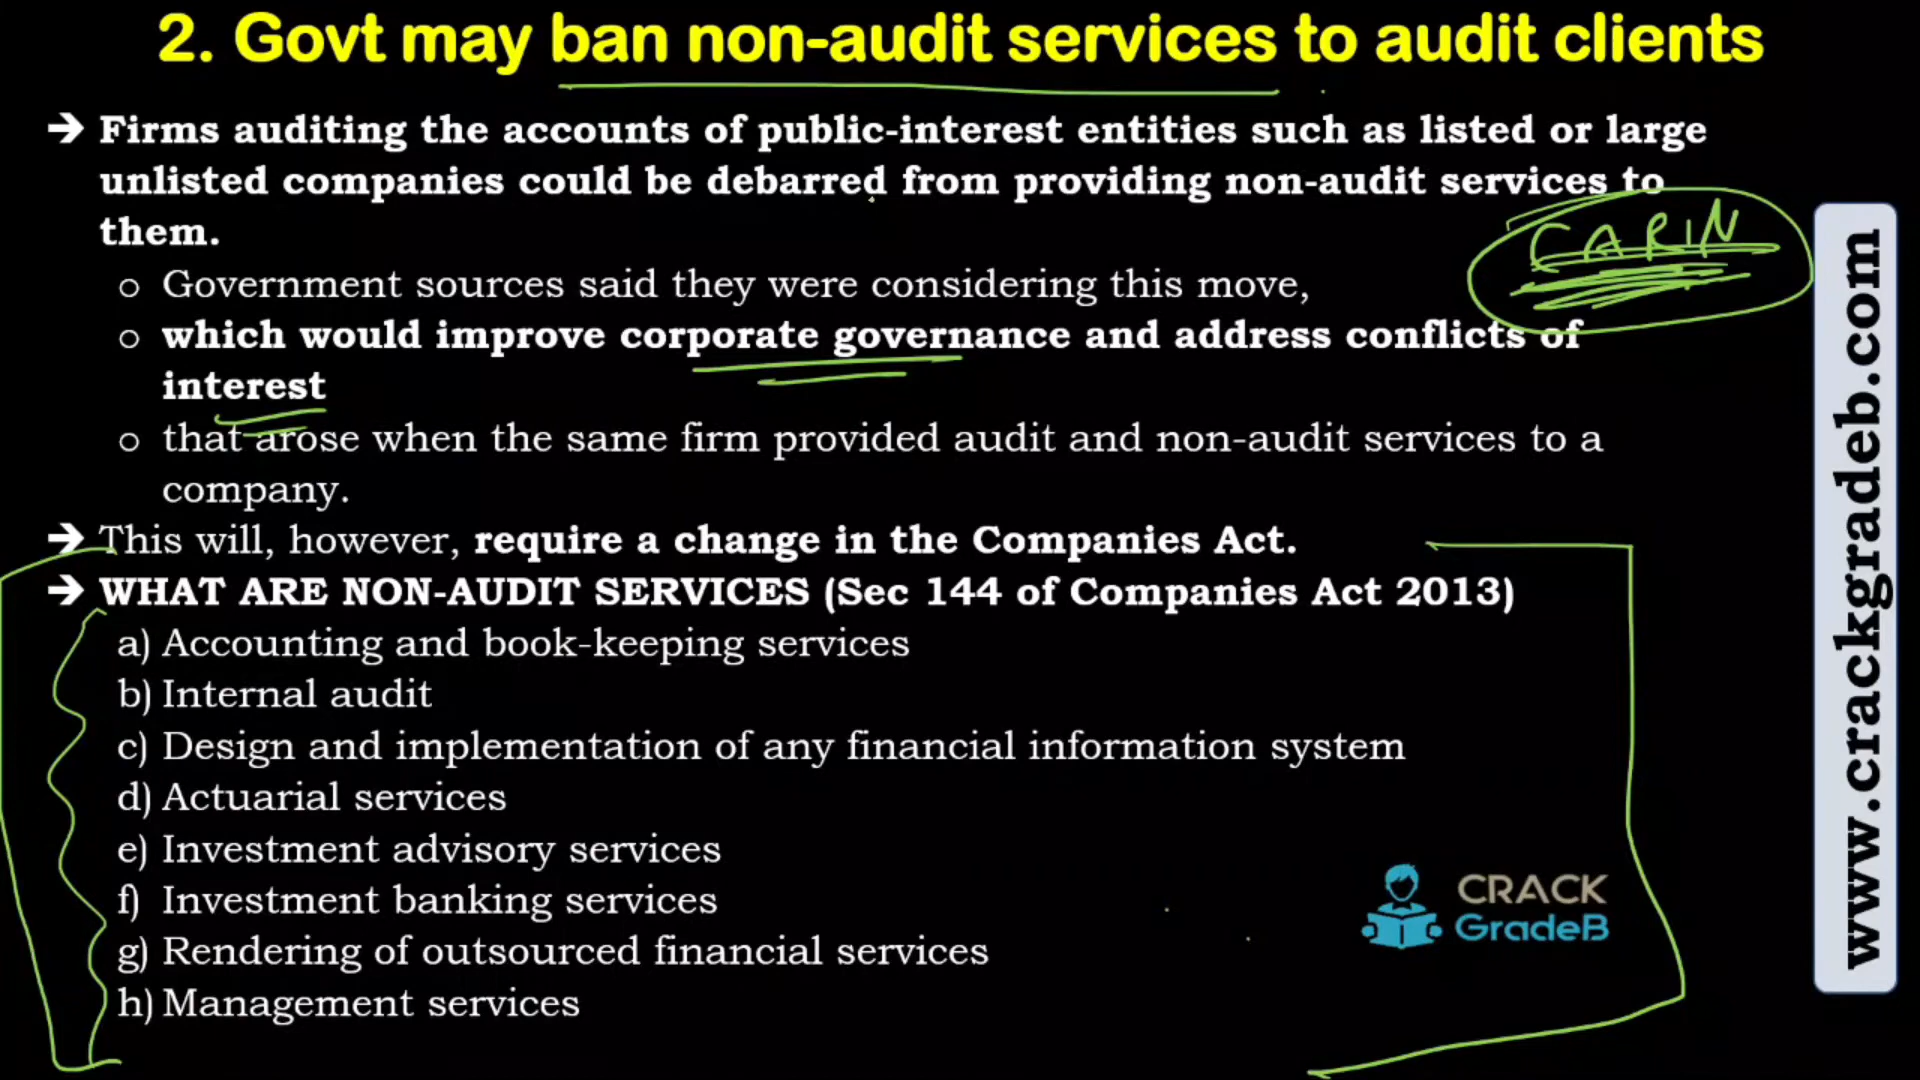 2. Govt may ban non-audit services to audit clients
➔ Firms auditing the accounts of public-interest entities such as listed or large
unlisted companies could be debarred from providing non-audit services to
them.
CARIN
o Government sources said they were considering this move,
o which would improve corporate governance and address conflicts of
interest
o that arose when the same firm provided audit and non-audit services to a
company.
➔ This will, however, require a change in the Companies Act.
➔ WHAT ARE NON-AUDIT SERVICES (Sec 144 of Companies Act 2013)
a) Accounting and book-keeping services
b) Internal audit
c) Design and implementation of any financial information system
d) Actuarial services
e) Investment advisory services
f) Investment banking services
g) Rendering of outsourced financial services
h) Management services
CRACK
GradeB
www.crackgradeb.com